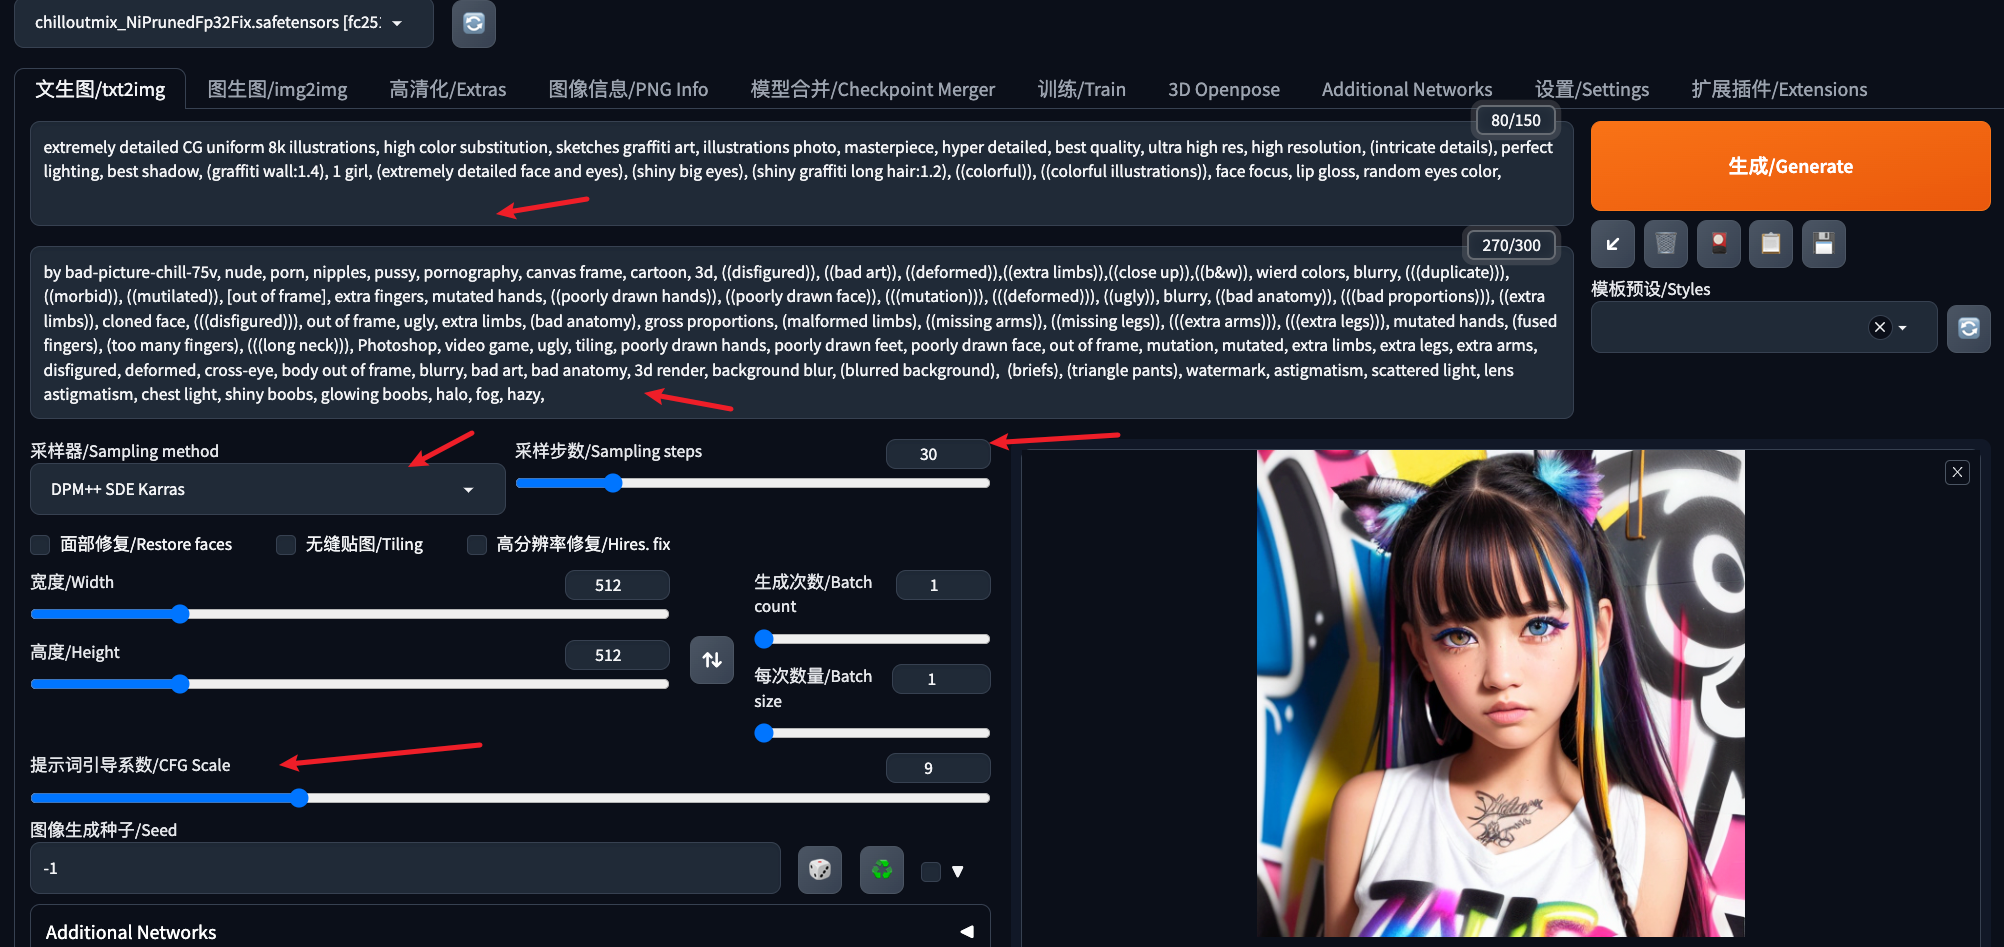 chilloutmix_NiPrunedFp32Fix.safetensors [fc25:
文生图/txt2img
图生图/img2img
高清化/Extras
图像信息/PNG Info
模型合并/Checkpoint Merger
训练/Train
3D Openpose
Additional Networks
设置/Settings
扩展插件/Extensions
80/150
extremely detailed CG uniform 8k illustrations, high color substitution, sketches graffiti art, illustrations photo, masterpiece, hyper detailed, best quality, ultra high res, high resolution, (intricate details), perfect
lighting, best shadow, (graffiti wall:1.4), 1 girl, (extremely detailed face and eyes), (shiny big eyes), (shiny graffiti long hair:1.2), ((colorful)), ((colorful illustrations)), face focus, lip gloss, random eyes color,
生成/Generate
270/300
by bad-picture-chill-75v, nude, porn, nipples, pussy, pornography, canvas frame, cartoon, 3d, ((disfigured)), ((bad art)), ((deformed)),((extra limbs)),((close up)),((b&w)), wierd colors, blurry, (((duplicate))),
((morbid)), ((mutilated)), [out of frame], extra fingers, mutated hands, ((poorly drawn hands)), ((poorly drawn face)), (((mutation))), (((deformed))), ((ugly)), blurry, ((bad anatomy)), (((bad proportions))), ((extra
limbs)), cloned face, (((disfigured))), out of frame, ugly, extra limbs, (bad anatomy), gross proportions, (malformed limbs), ((missing arms)), ((missing legs)), (((extra arms))), (((extra legs))), mutated hands, (fused
fingers), (too many fingers), (((long neck))), Photoshop, video game, ugly, tiling, poorly drawn hands, poorly drawn feet, poorly drawn face, out of frame, mutation, mutated, extra limbs, extra legs, extra arms,
disfigured, deformed, cross-eye, body out of frame, blurry, bad art, bad anatomy, 3d render, background blur, (blurred background),  (briefs), (triangle pants), watermark, astigmatism, scattered light, lens
astigmatism, chest light, shiny boobs, glowing boobs, halo, fog, hazy,
模板预设/Styles
采样器/Sampling method
DPM++ SDE Karras
采样步数/Sampling steps
30
面部修复/Restore faces
无缝贴图/Tiling
高分辨率修复/Hires. fix
宽度/Width
512
高度/Height
512
生成次数/Batch
count
1
每次数量/Batch
size
1
提示词引导系数/CFG Scale
9
图像生成种子/Seed
-1
Additional Networks